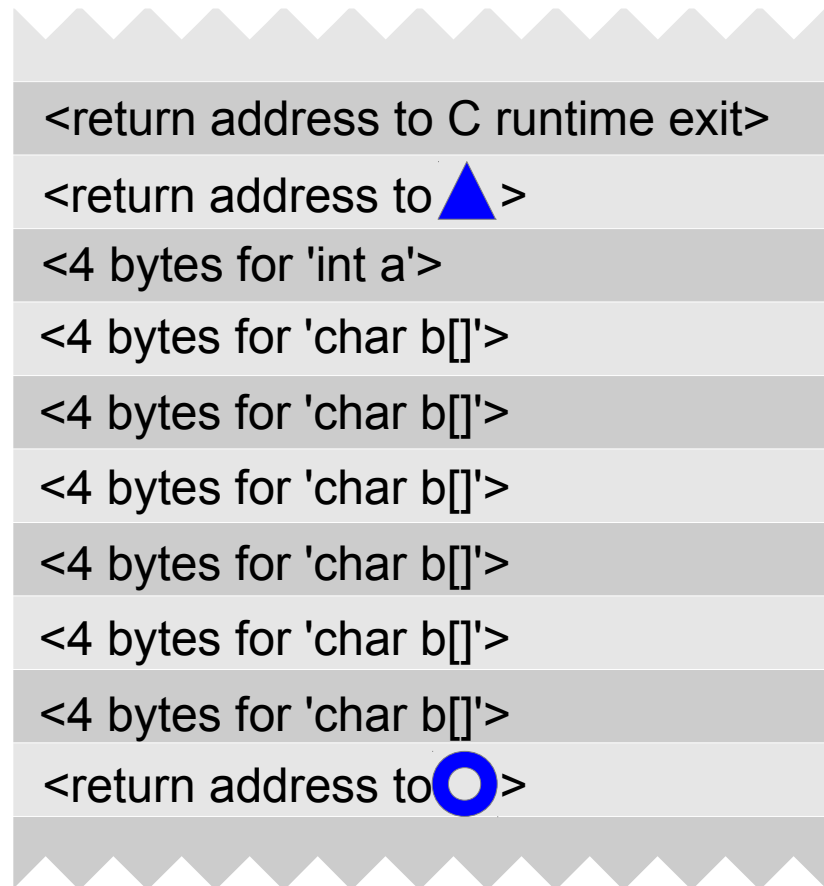 <return address to C runtime exit>
<return address to >
<4 bytes for 'int a'>
<4 bytes for 'char b[]'>
<4 bytes for 'char b[]'>
<4 bytes for 'char b[]'>
<4 bytes for 'char b[]'>
<4 bytes for 'char b[]'>
<4 bytes for 'char b[]'>
<return address to >